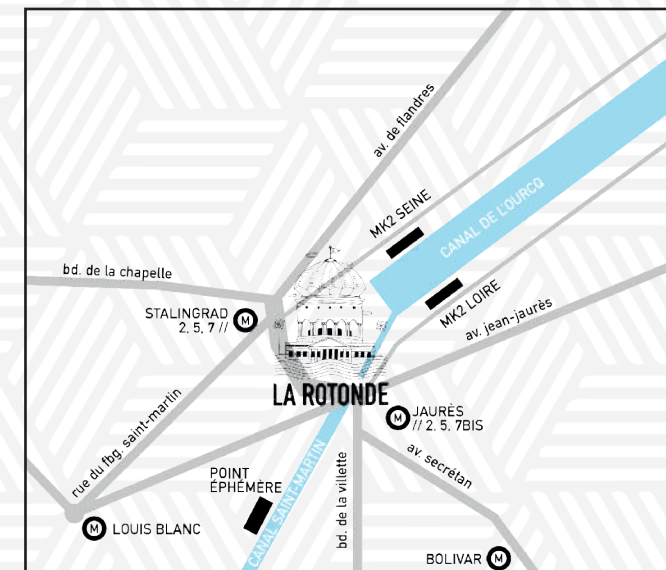 av. de flandres
MK2 SEINE
CANAL DE L'OURCQ
bd. de la chapelle
STALINGRAD
2, 5, 7 //
M
MK2 LOIRE
av. jean-jaurès
LA ROTONDE
M
JAURÈS
// 2, 5, 7BIS
rue du fbg. saint-martin
av. secrétan
POINT
ÉPHÉMÈRE
CANAL SAINT-MARTIN
bd. de la villette
M
LOUIS BLANC
BOLIVAR
M